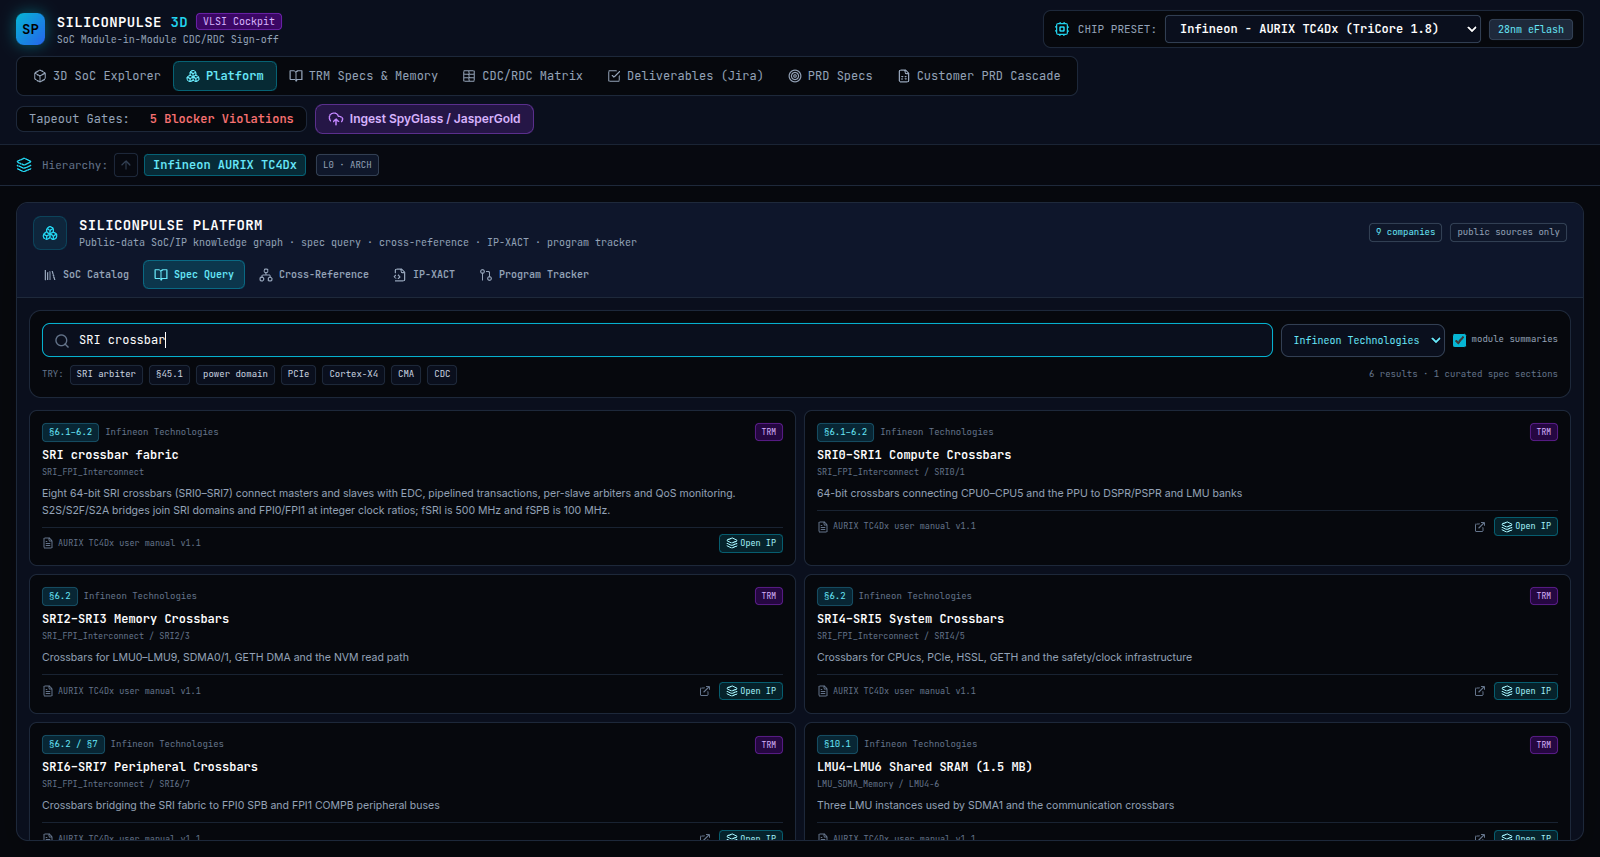 SP
SILICONPULSE 3D
VLSI Cockpit
SoC Module-in-Module CDC/RDC Sign-off
CHIP PRESET:
Infineon - AURIX TC4Dx (TriCore 1.8)
28nm eFlash
3D SoC Explorer
Platform
TRM Specs & Memory
CDC/RDC Matrix
Deliverables (Jira)
PRD Specs
Customer PRD Cascade
Tapeout Gates: 5 Blocker Violations
Ingest SpyGlass / JasperGold
Hierarchy:
Infineon AURIX TC4Dx
L0 · ARCH
SILICONPULSE PLATFORM
Public-data SoC/IP knowledge graph · spec query · cross-reference · IP-XACT · program tracker
9 companies
public sources only
SoC Catalog
Spec Query
Cross-Reference
IP-XACT
Program Tracker
SRI crossbar
Infineon Technologies
module summaries
TRY:
SRI arbiter
§45.1
power domain
PCIe
Cortex-X4
CMA
CDC
6 results · 1 curated spec sections
§6.1-6.2 Infineon Technologies
TRM
SRI crossbar fabric
SRI_FPI_Interconnect
Eight 64-bit SRI crossbars (SRI0–SRI7) connect masters and slaves with EDC, pipelined transactions, per-slave arbiters and QoS monitoring.
S2S/S2F/S2A bridges join SRI domains and FPI0/FPI1 at integer clock ratios; fSRI is 500 MHz and fSPB is 100 MHz.
AURIX TC4Dx user manual v1.1
Open IP
§6.1-6.2 Infineon Technologies
TRM
SRI0-SRI1 Compute Crossbars
SRI_FPI_Interconnect / SRI0/1
64-bit crossbars connecting CPU0–CPU5 and the PPU to DSPR/PSPR and LMU banks
AURIX TC4Dx user manual v1.1
Open IP
§6.2 Infineon Technologies
TRM
SRI2-SRI3 Memory Crossbars
SRI_FPI_Interconnect / SRI2/3
Crossbars for LMU0–LMU9, SDMA0/1, GETH DMA and the NVM read path
AURIX TC4Dx user manual v1.1
Open IP
§6.2 Infineon Technologies
TRM
SRI4-SRI5 System Crossbars
SRI_FPI_Interconnect / SRI4/5
Crossbars for CPUcs, PCIe, HSSL, GETH and the safety/clock infrastructure
AURIX TC4Dx user manual v1.1
Open IP
§6.2 / §7 Infineon Technologies
TRM
SRI6-SRI7 Peripheral Crossbars
SRI_FPI_Interconnect / SRI6/7
Crossbars bridging the SRI fabric to FPI0 SPB and FPI1 COMPB peripheral buses
AURIX TC4Dx user manual v1.1
Open IP
§10.1 Infineon Technologies
TRM
LMU4-LMU6 Shared SRAM (1.5 MB)
LMU_SDMA_Memory / LMU4-6
Three LMU instances used by SDMA1 and the communication crossbars
AURIX TC4Dx user manual v1.1
Open IP